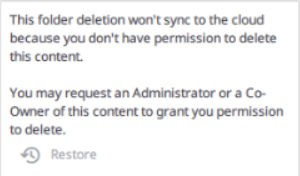 This folder deletion won't sync to the cloud
because you don't have permission to delete
this content.
You may request an Administrator or a Co-
Owner of this content to grant you permission
to delete.
Restore